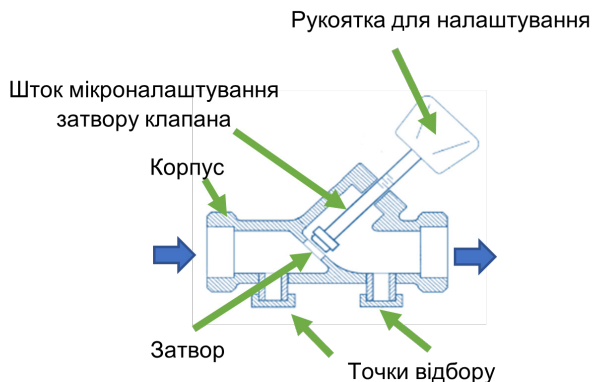 Рукоятка для налаштування
Шток мікроналаштування
затвору клапана
Корпус
Затвор
Точки відбору